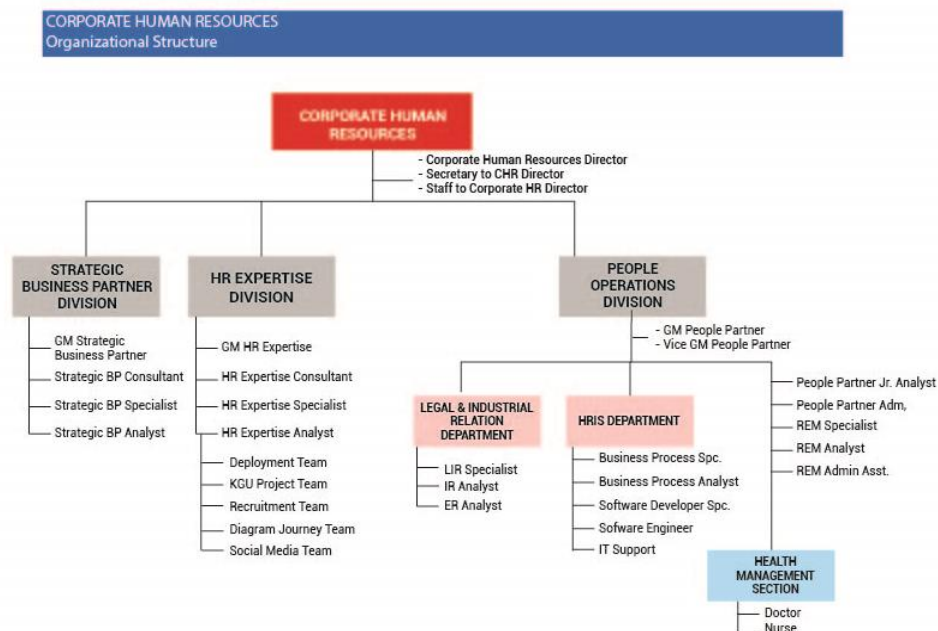 CORPORATE HUMAN RESOURCES
Organizational Structure
CORPORATE HUMAN
RESOURCES
- Corporate Human Resources Director
- Secretary to CHR Director
- Staff to Corporate HR Director
STRATEGIC
BUSINESS PARTNER
DIVISION
GM Strategic
Business Partner
Strategic BP Consultant
Strategic BP Specialist
Strategic BP Analyst
HR EXPERTISE
DIVISION
GM HR Expertise
HR Expertise Consultant
HR Expertise Specialist
HR Expertise Analyst
Deployment Team
KGU Project Team
Recruitment Team
Diagram Journey Team
Social Media Team
PEOPLE
OPERATIONS
DIVISION
- GM People Partner
- Vice GM People Partner
LEGAL & INDUSTRIAL
RELATION
DEPARTMENT
LIR Specialist
IR Analyst
ER Analyst
HRIS DEPARTMENT
Business Process Spc.
Business Process Analyst
Software Developer Spc.
Sofware Engineer
IT Support
People Partner Jr. Analyst
People Partner Adm,
REM Specialist
REM Analyst
REM Admin Asst.
HEALTH
MANAGEMENT
SECTION
Doctor
Nurse